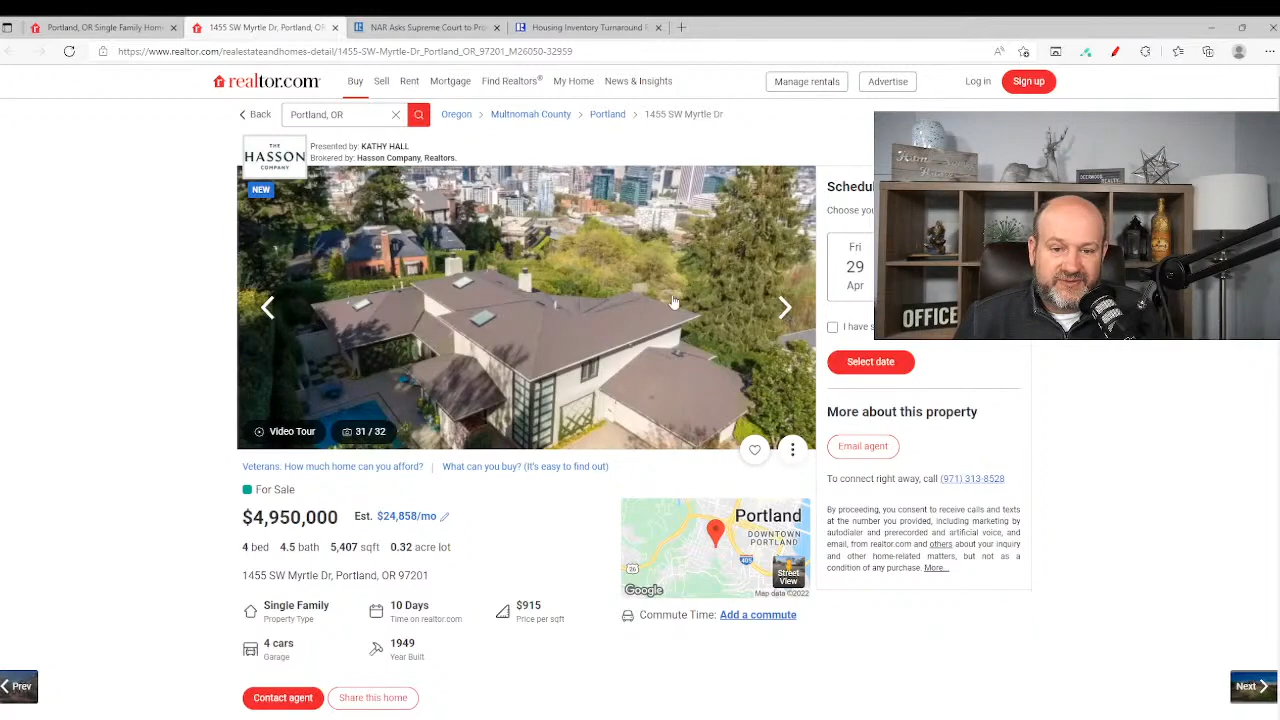 Portland, OR Single Family Home
1455 SW Myrtle Dr, Portland, OR
NAR Asks Supreme Court to Pro
Housing Inventory Turnaround
https://www.realtor.com/realestateandhomes-detail/1455-SW-Myrtle-Dr_Portland_OR_97201_M26050-32959
realtor.com
Buy Sell Rent Mortgage Find Realtors® My Home News & Insights
Manage rentals Advertise Log in Sign up
Back Portland, OR Oregon > Multnomah County > Portland > 1455 SW Myrtle Dr
THE
HASSON
COMPANY
Presented by: KATHY HALL
Brokered by: Hasson Company, Realtors.
NEW
Schedu
Choose you
Fri
29
Apr
I have s
Select date
OFFICE
Video Tour 31 / 32
More about this property
Email agent
To connect right away, call (971) 313-8528
By proceeding, you consent to receive calls and texts
at the number you provided, including marketing by
autodialer and prerecorded and artificial voice, and
email, from realtor.com and others about your inquiry
and other home-related matters, but not as a
condition of any purchase. More...
Veterans: How much home can you afford? | What can you buy? (It's easy to find out)
For Sale
$4,950,000 Est. $24,858/mo
4 bed 4.5 bath 5,407 sqft 0.32 acre lot
1455 SW Myrtle Dr, Portland, OR 97201
Portland
DOWNTOWN
PORTLAND
26
405
Street
View
Google
Map data ©2022
Single Family
Property Type
10 Days
Time on realtor.com
$915
Price per sqft
Commute Time: Add a commute
4 cars
Garage
1949
Year Built
Contact agent Share this home
Prev
Next